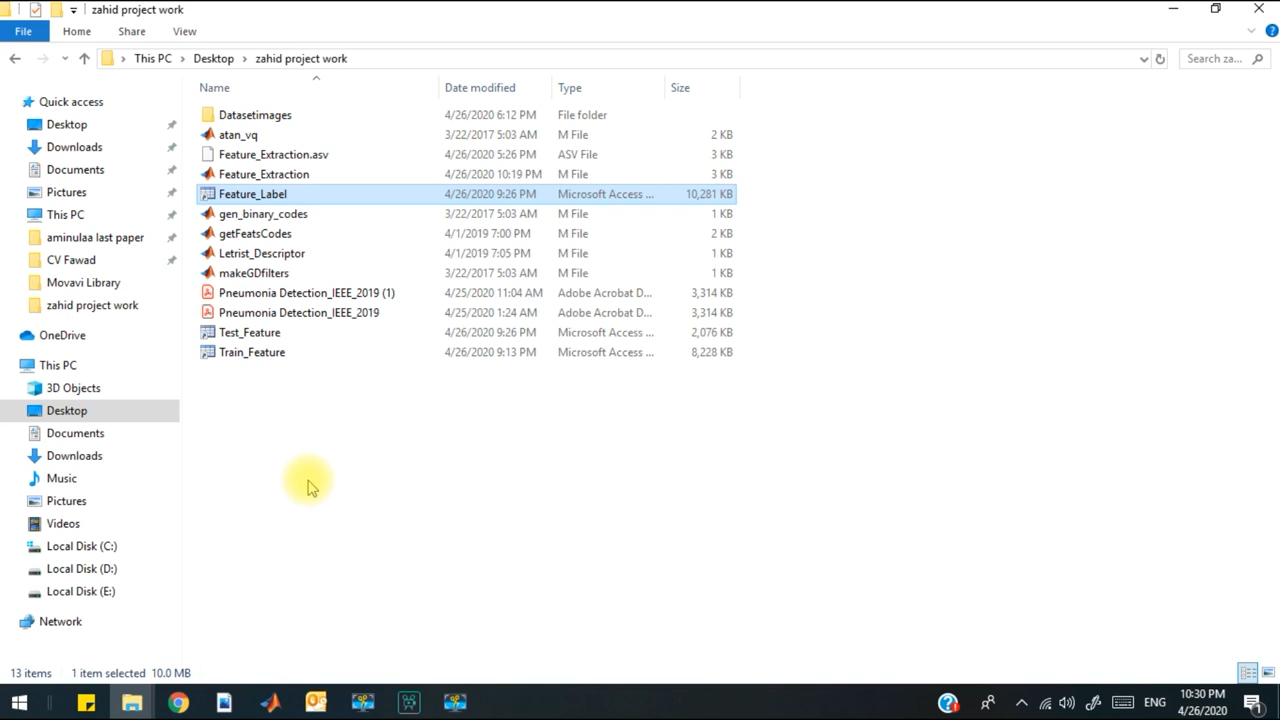 zahid project work
File Home Share View
This PC Desktop zahid project work Search za...
Name Date modified Type Size
Quick access
Desktop
Downloads
Documents
Pictures
This PC
aminulaa last paper
CV Fawad
Movavi Library
zahid project work
OneDrive
This PC
3D Objects
Desktop
Documents
Downloads
Music
Pictures
Videos
Local Disk (C:)
Local Disk (D:)
Local Disk (E:)
Network
Datasetimages 4/26/2020 6:12 PM File folder
atan_vq 3/22/2017 5:03 AM M File 2 KB
Feature_Extraction.asv 4/26/2020 5:26 PM ASV File 3 KB
Feature_Extraction 4/26/2020 10:19 PM M File 3 KB
Feature_Label 4/26/2020 9:26 PM Microsoft Access ... 10,281 KB
gen_binary_codes 3/22/2017 5:03 AM M File 1 KB
getFeatsCodes 4/1/2019 7:00 PM M File 2 KB
Letrist_Descriptor 4/1/2019 7:05 PM M File 1 KB
makeGDfilters 3/22/2017 5:03 AM M File 1 KB
Pneumonia Detection_IEEE_2019 (1) 4/25/2020 11:04 AM Adobe Acrobat D... 3,314 KB
Pneumonia Detection_IEEE_2019 4/25/2020 1:24 AM Adobe Acrobat D... 3,314 KB
Test_Feature 4/26/2020 9:26 PM Microsoft Access ... 2,076 KB
Train_Feature 4/26/2020 9:13 PM Microsoft Access ... 8,228 KB
13 items 1 item selected 10.0 MB
ENG
10:30 PM
4/26/2020